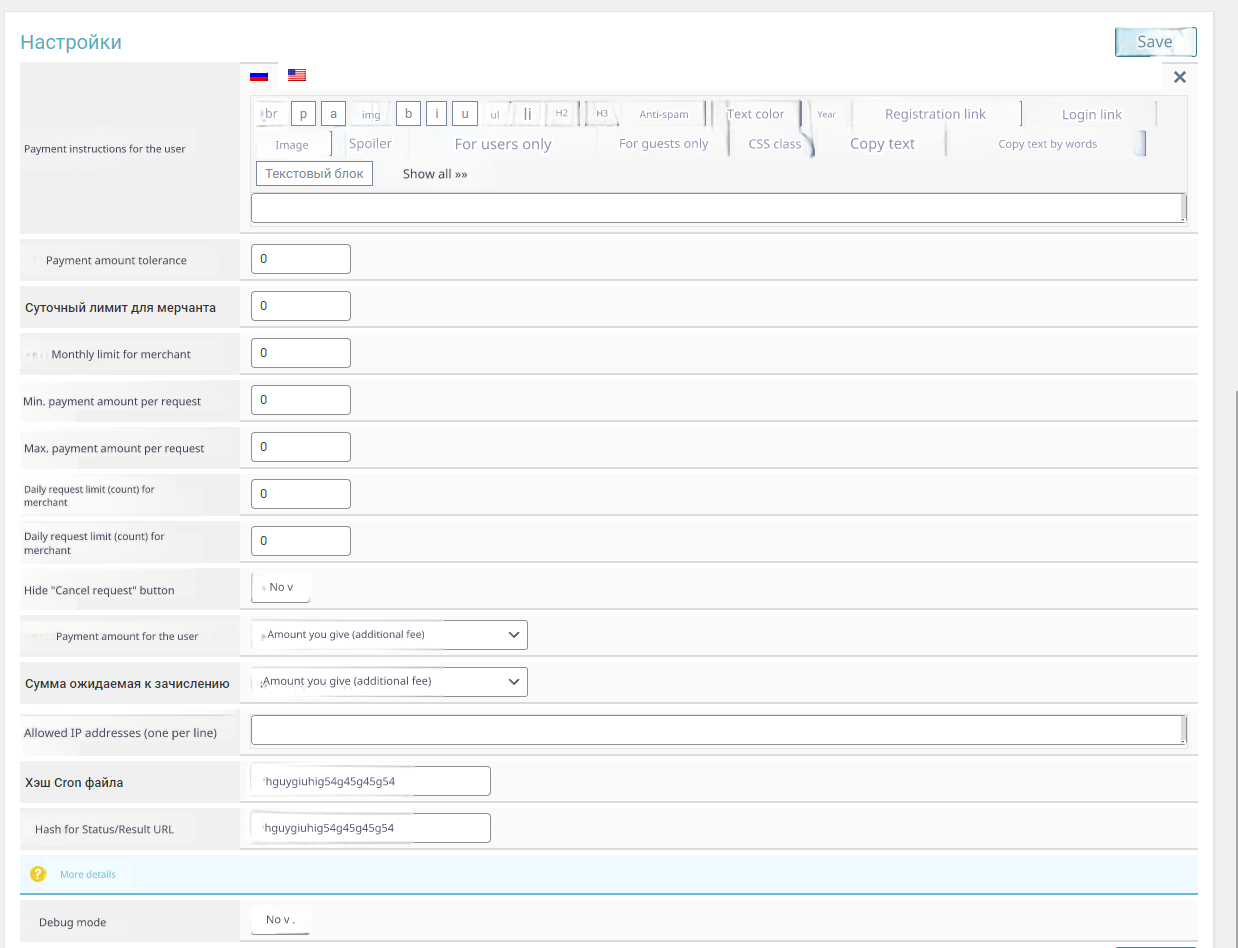 Настройки
Save
Payment instructions for the user
br p a img b i u ul li H2 H3 Anti-spam Text color Year Registration link Login link
Image Spoiler For users only For guests only CSS class Copy text Copy text by words
Текстовый блок Show all »»
Payment amount tolerance 0
Суточный лимит для мерчанта 0
Monthly limit for merchant 0
Min. payment amount per request 0
Max. payment amount per request 0
Daily request limit (count) for
merchant 0
Daily request limit (count) for
merchant 0
Hide "Cancel request" button No v
Payment amount for the user Amount you give (additional fee)
Сумма ожидаемая к зачислению Amount you give (additional fee)
Allowed IP addresses (one per line)
Хэш Cron файла hguygiuhig54g45g45g54
Hash for Status/Result URL hguygiuhig54g45g45g54
? More details
Debug mode No v .